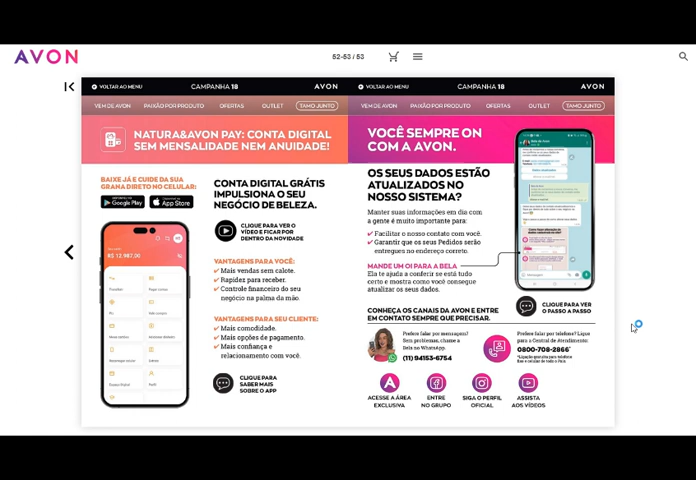 AVON
52-53 / 53
VOLTAR AO MENU
CAMPANHA 18
AVON
VEM DE AVON PAIXÃO POR PRODUTO OFERTAS OUTLET TAMO JUNTO
NATURA&AVON PAY: CONTA DIGITAL
SEM MENSALIDADE NEM ANUIDADE!
BAIXE JÁ E CUIDE DA SUA
GRANA DIRETO NO CELULAR:
Google Play
App Store
R$ 12.987,00
CONTA DIGITAL GRÁTIS
IMPULSIONA O SEU
NEGÓCIO DE BELEZA.
CLIQUE PARA VER O
VÍDEO E FICAR POR
DENTRO DA NOVIDADE
VANTAGENS PARA VOCÊ:
Mais vendas sem calote.
Rapidez para receber.
Controle financeiro do seu
negócio na palma da mão.
VANTAGENS PARA SEU CLIENTE:
Mais comodidade.
Mais opções de pagamento.
Mais confiança e
relacionamento com você.
CLIQUE PARA
SABER MAIS
SOBRE O APP
VOLTAR AO MENU
CAMPANHA 18
AVON
VEM DE AVON PAIXÃO POR PRODUTO OFERTAS OUTLET TAMO JUNTO
VOCÊ SEMPRE ON
COM A AVON.
OS SEUS DADOS ESTÃO
ATUALIZADOS NO
NOSSO SISTEMA?
Manter suas informações em dia com
a gente é muito importante para:
Facilitar o nosso contato com você.
Garantir que os seus Pedidos serão
entregues no endereço correto.
MANDE UM OI PARA A BELA
Ela te ajuda a conferir se está tudo
certo e mostra como você consegue
atualizar os seus dados.
CLIQUE PARA VER
O PASSO A PASSO
CONHEÇA OS CANAIS DA AVON E ENTRE
EM CONTATO SEMPRE QUE PRECISAR.
Prefere falar por mensagens?
Sem problemas, chame a
Bela no WhatsApp.
(11) 94153-6754
Prefere falar por telefone? Ligue
para a Central de Atendimento:
0800-708-2866*
ACESSE A ÁREA
EXCLUSIVA
ENTRE
NO GRUPO
SIGA O PERFIL
OFICIAL
ASSISTA
AOS VÍDEOS